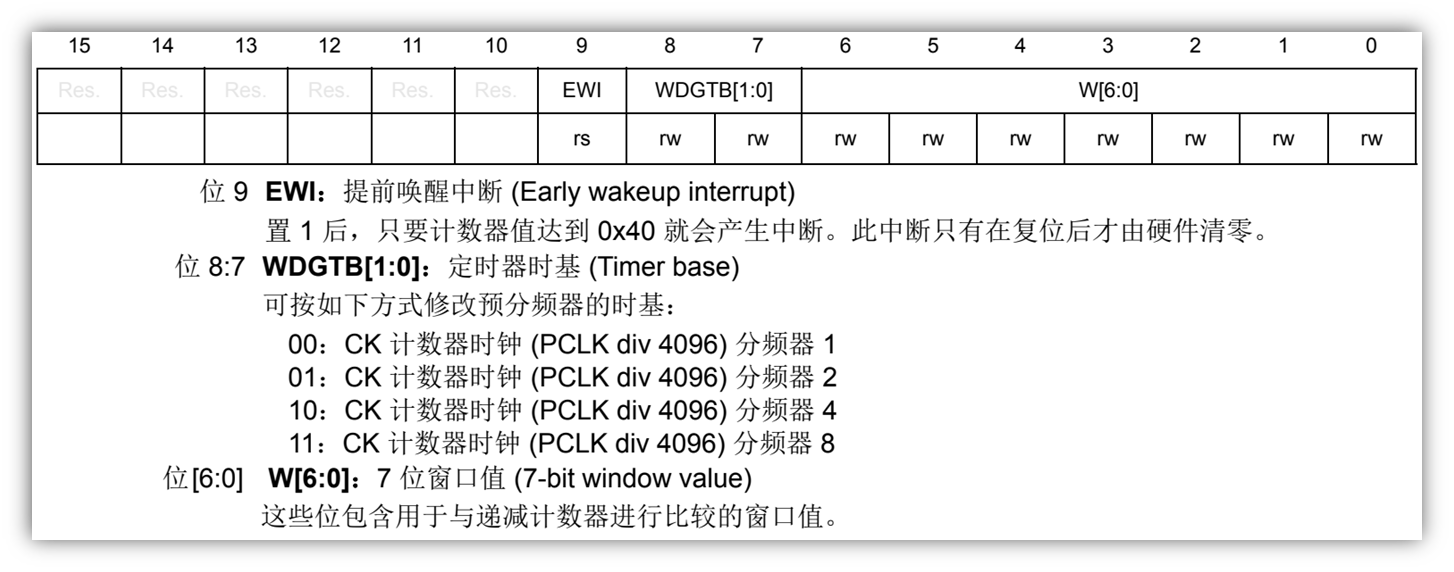 15 14 13 12 11 10 9 8 7 6 5 4 3 2 1 0
Res. Res. Res. Res. Res. Res. EWI WDGTB[1:0] W[6:0]
rs rw rw rw rw rw rw rw rw rw
位 9 EWI：提前唤醒中断 (Early wakeup interrupt)
置 1 后，只要计数器值达到 0x40 就会产生中断。此中断只有在复位后才由硬件清零。
位 8:7 WDGTB[1:0]：定时器时基 (Timer base)
可按如下方式修改预分频器的时基：
00：CK 计数器时钟 (PCLK div 4096) 分频器 1
01：CK 计数器时钟 (PCLK div 4096) 分频器 2
10：CK 计数器时钟 (PCLK div 4096) 分频器 4
11：CK 计数器时钟 (PCLK div 4096) 分频器 8
位[6:0] W[6:0]：7 位窗口值 (7-bit window value)
这些位包含用于与递减计数器进行比较的窗口值。